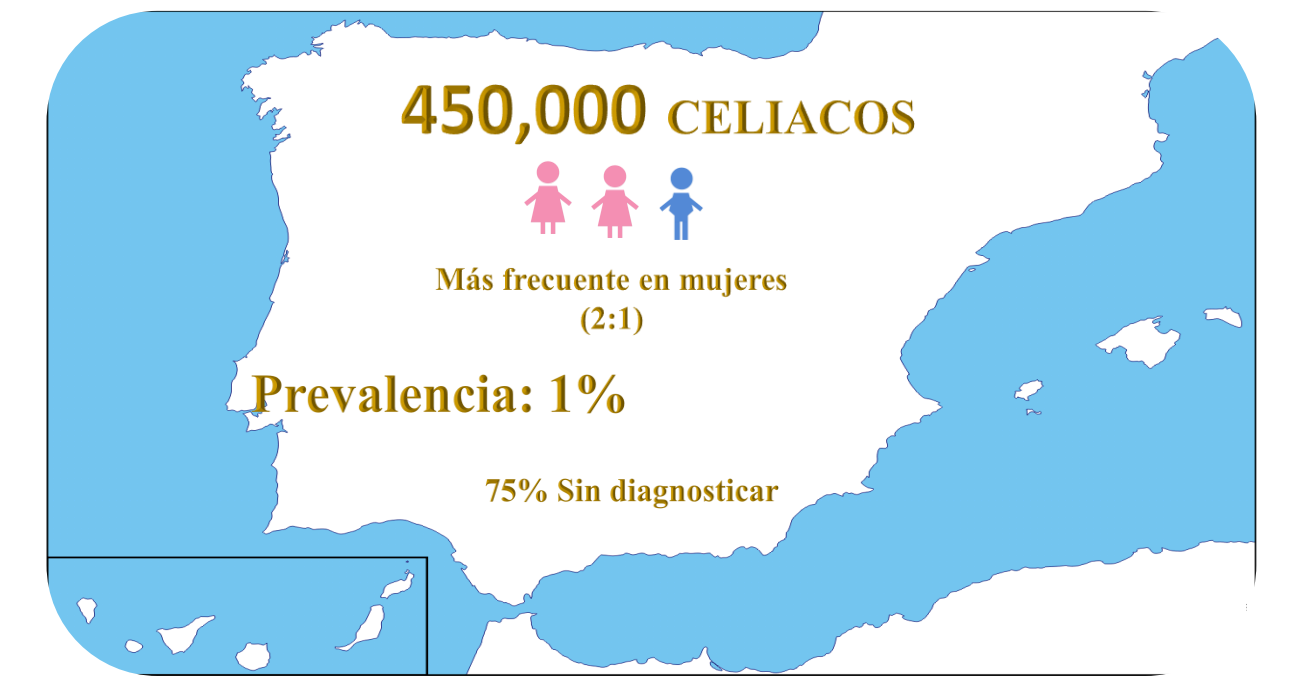 450,000 CELIACOS
Más frecuente en mujeres
(2:1)
Prevalencia: 1%
75% Sin diagnosticar